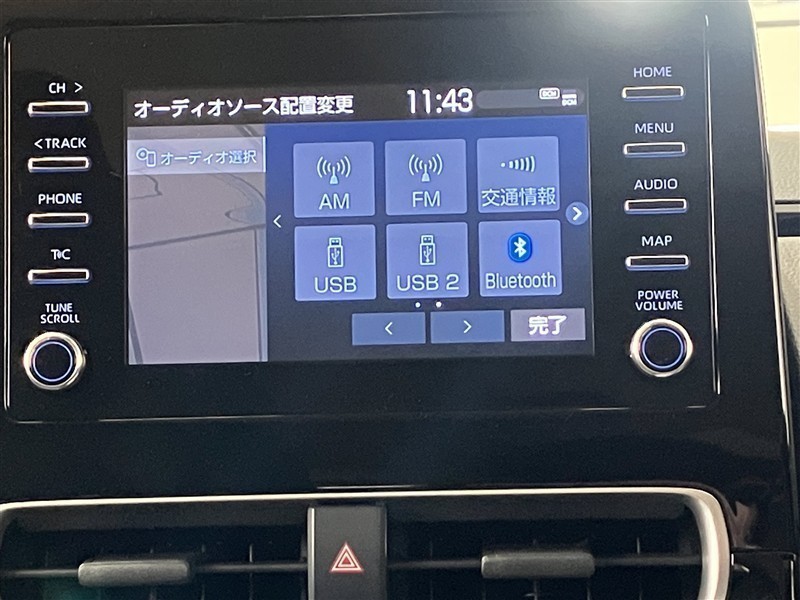 CH >
< TRACK
PHONE
T C
TUNE
SCROLL
オーディオソース配置変更 11:43
DCM
DCM
オーディオ選択
AM
FM
交通情報
USB
USB 2
Bluetooth
< > 完了
HOME
MENU
AUDIO
MAP
POWER
VOLUME